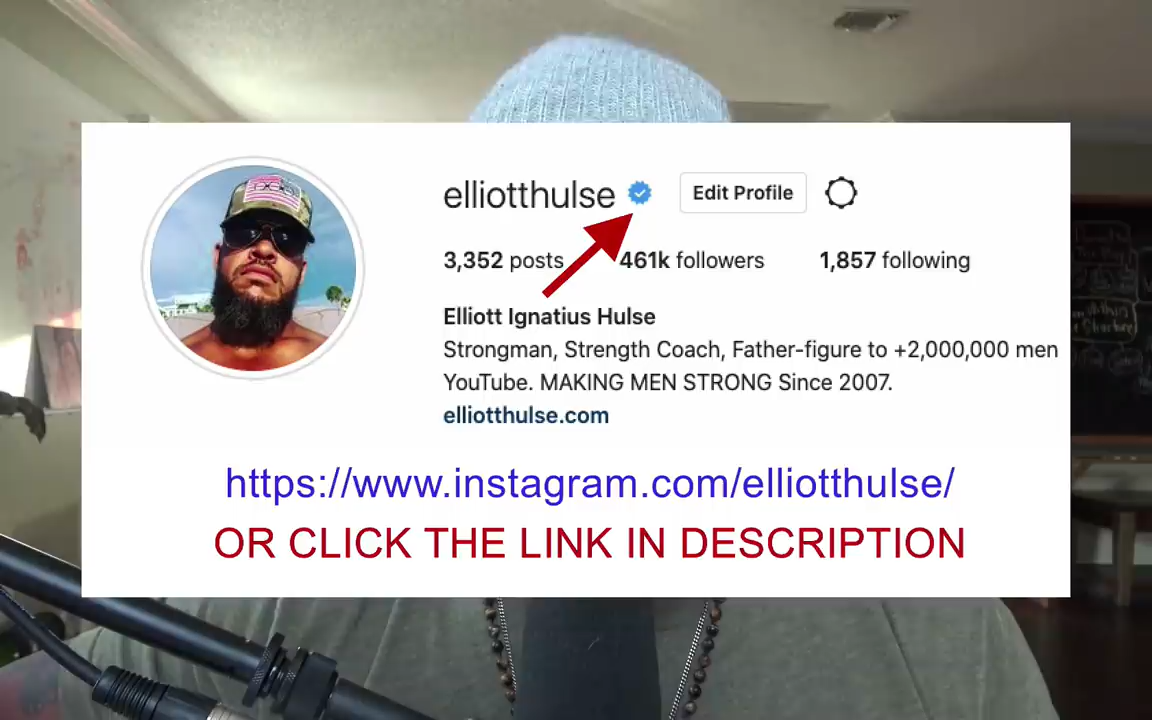 elliotthulse Edit Profile
3,352 posts 461k followers 1,857 following
Elliott Ignatius Hulse
Strongman, Strength Coach, Father-figure to +2,000,000 men
YouTube. MAKING MEN STRONG Since 2007.
elliotthulse.com
https://www.instagram.com/elliotthulse/
OR CLICK THE LINK IN DESCRIPTION